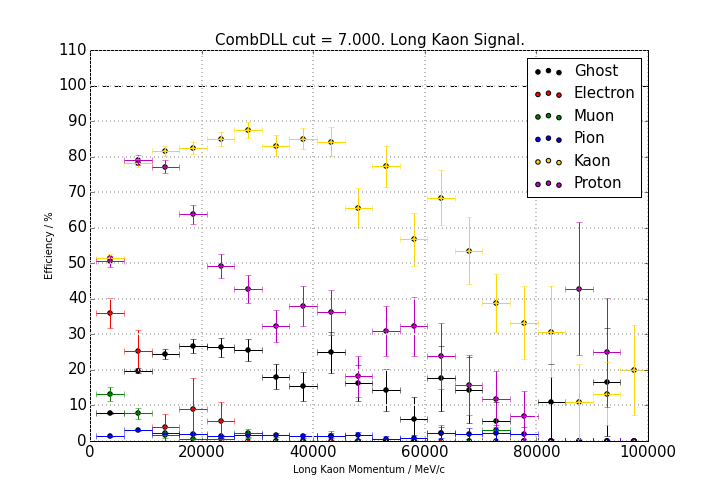 CombDLL cut = 7.000. Long Kaon Signal.
110
100
90
80
70
60
50
40
30
20
10
0
Efficiency / %
Ghost
Electron
Muon
Pion
Kaon
Proton
0 20000 40000 60000 80000 100000
Long Kaon Momentum / MeV/c